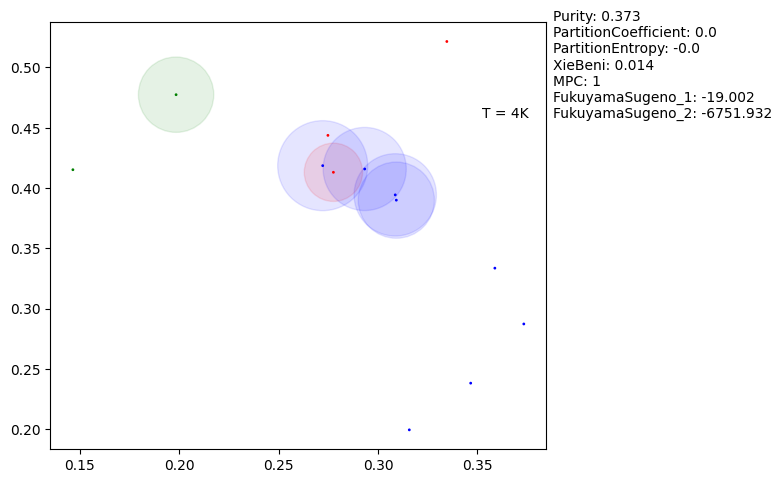 Purity: 0.373
PartitionCoefficient: 0.0
PartitionEntropy: -0.0
XieBeni: 0.014
MPC: 1
FukuyamaSugeno_1: -19.002
FukuyamaSugeno_2: -6751.932
T = 4K
0.50
0.45
0.40
0.35
0.30
0.25
0.20
0.15 0.20 0.25 0.30 0.35